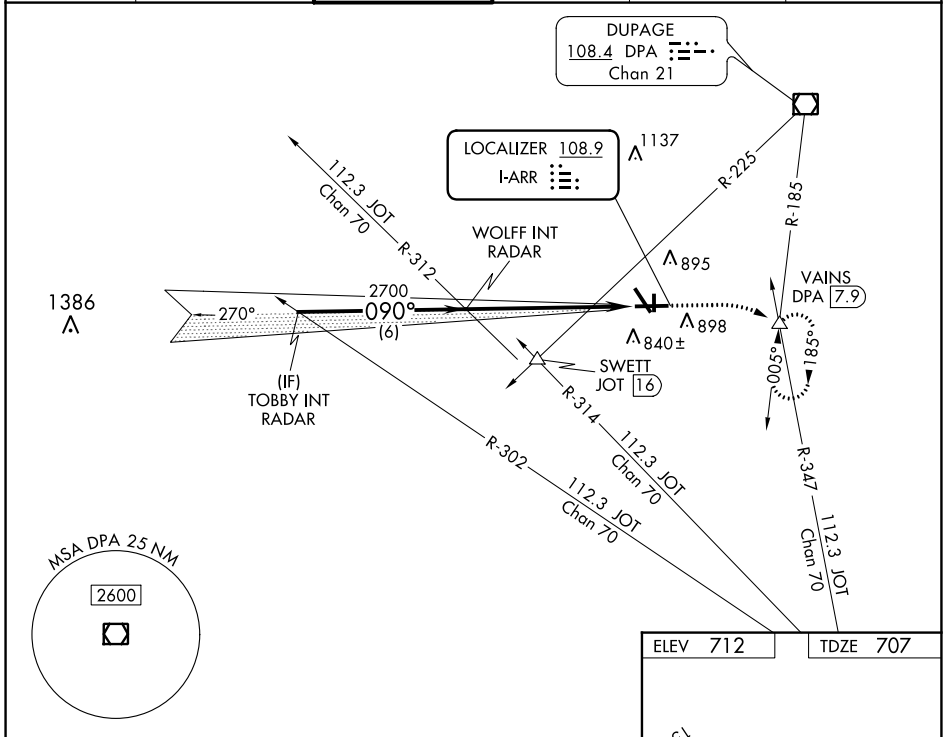 DUPAGE
108.4 DPA
Chan 21
LOCALIZER 108.9
I-ARR
1137
R-225
R-185
112.3 JOT
Chan 70
R-312
WOLFF INT
RADAR
895
VAINS
DPA 7.9
1386
270°
2700
090°
(6)
898
840±
005°
185°
SWETT
JOT 16
(IF)
TOBBY INT
RADAR
R-314
112.3 JOT
Chan 70
R-302
112.3 JOT
Chan 70
R-347
112.3 JOT
Chan 70
MSA DPA 25 NM
2600
ELEV 712
TDZE 707